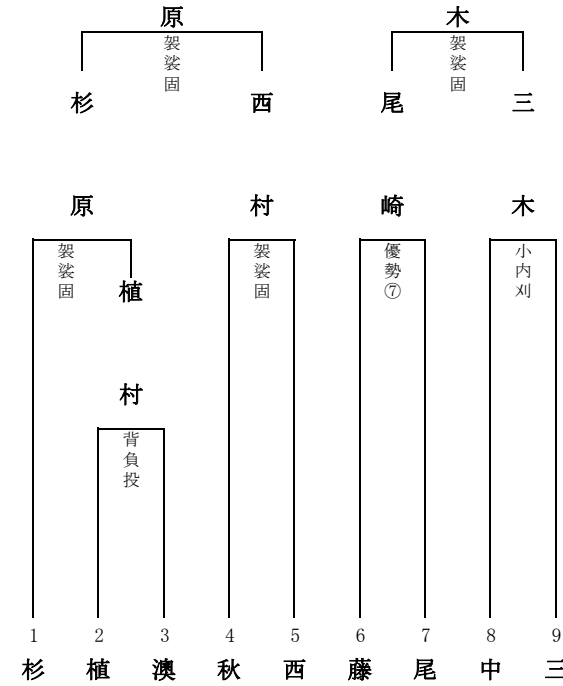 原 木
袈裟固 袈裟固
杉 西 尾 三
原 村 崎 木
袈裟固 袈裟固 優勢⑦ 小内刈
植
村
背負投
1 2 3 4 5 6 7 8 9
杉 植 澳 秋 西 藤 尾 中 三